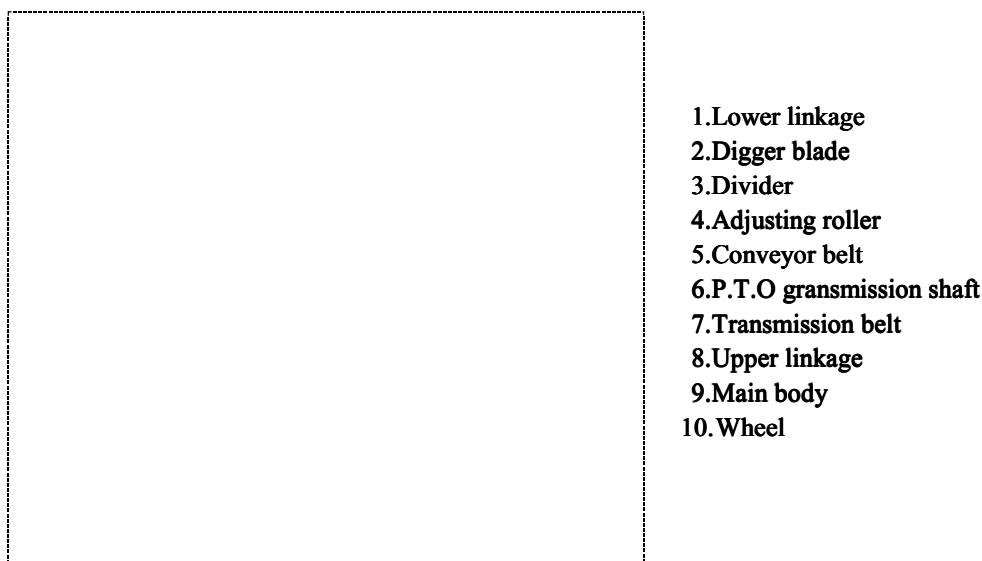 1.Lower linkage
2.Digger blade
3.Divider
4.Adjusting roller
5.Conveyor belt
6.P.T.O gransmission shaft
7.Transmission belt
8.Upper linkage
9.Main body
10.Wheel